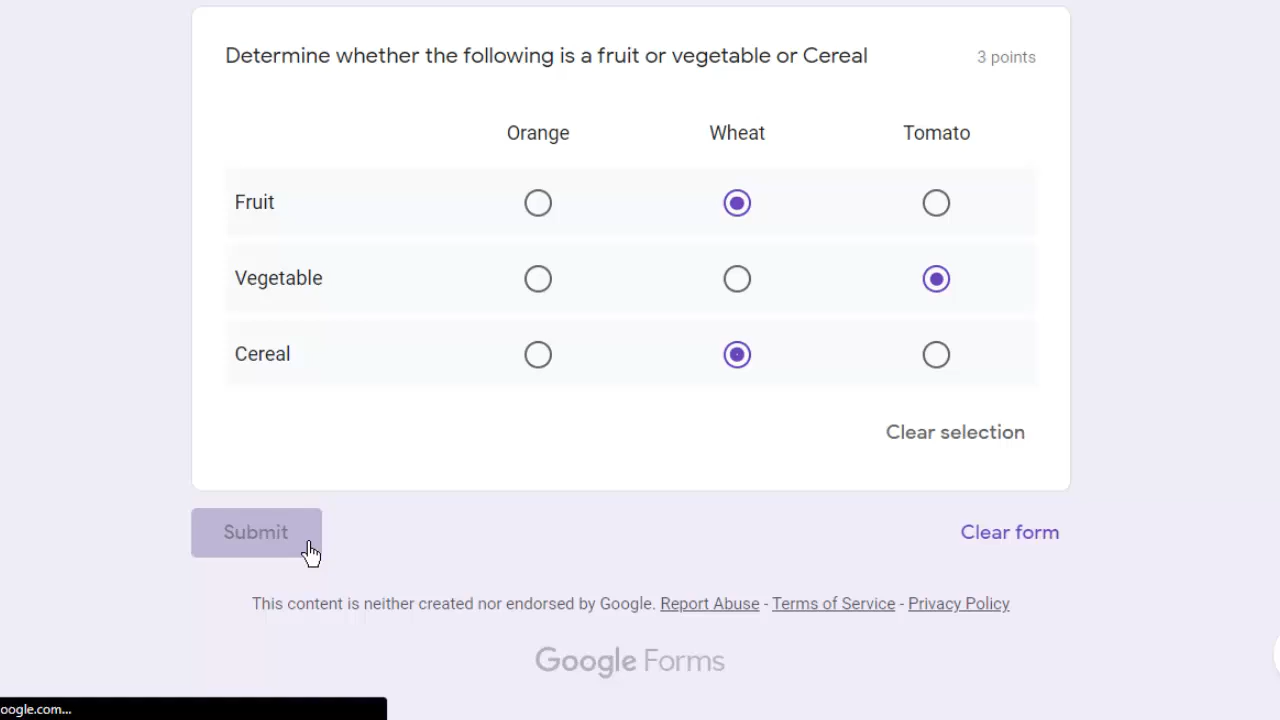 Determine whether the following is a fruit or vegetable or Cereal
3 points
Orange Wheat Tomato
Fruit
Vegetable
Cereal
Clear selection
Submit
Clear form
This content is neither created nor endorsed by Google. Report Abuse - Terms of Service - Privacy Policy
Google Forms
oogle.com...